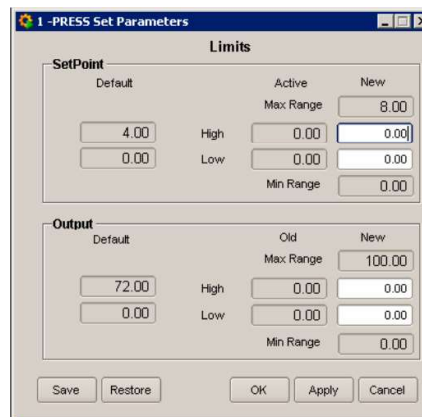 1 -PRESS Set Parameters
Limits
SetPoint
Default Active New
Max Range 8.00
4.00 High 0.00 0.00
0.00 Low 0.00 0.00
Min Range 0.00
Output
Default Old New
Max Range 100.00
72.00 High 0.00 0.00
0.00 Low 0.00 0.00
Min Range 0.00
Save Restore OK Apply Cancel